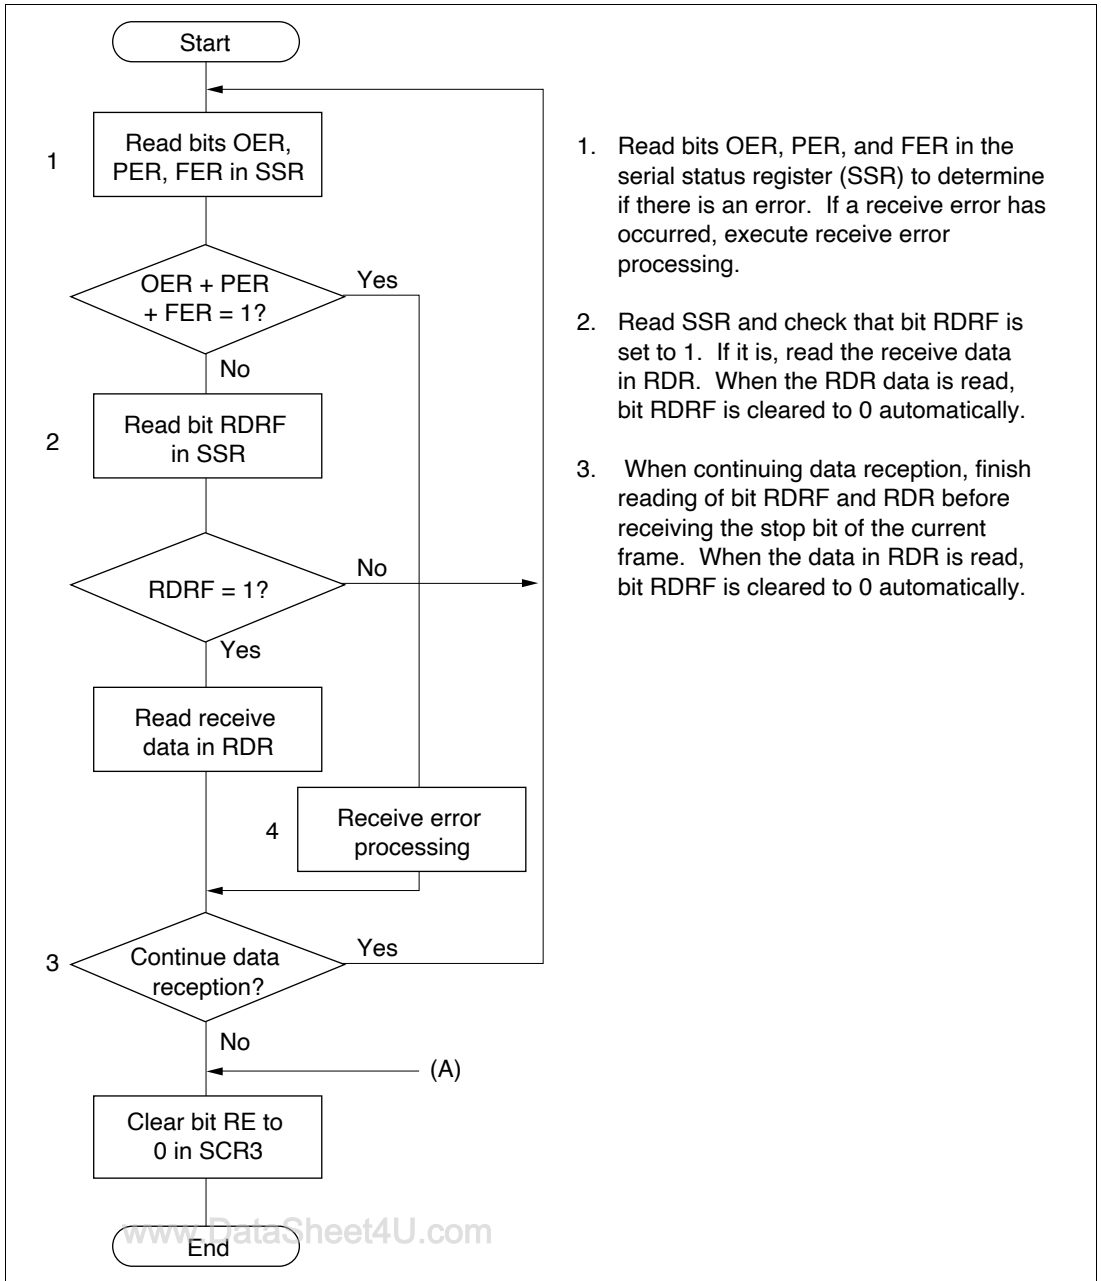 Start
1
Read bits OER,
PER, FER in SSR
OER + PER
+ FER = 1?
Yes
No
2
Read bit RDRF
in SSR
RDRF = 1?
No
Yes
Read receive
data in RDR
4
Receive error
processing
3
Continue data
reception?
Yes
No
(A)
Clear bit RE to
0 in SCR3
End
www.DataSheet4U.com
1. Read bits OER, PER, and FER in the
serial status register (SSR) to determine
if there is an error. If a receive error has
occurred, execute receive error
processing.
2. Read SSR and check that bit RDRF is
set to 1. If it is, read the receive data
in RDR. When the RDR data is read,
bit RDRF is cleared to 0 automatically.
3. When continuing data reception, finish
reading of bit RDRF and RDR before
receiving the stop bit of the current
frame. When the data in RDR is read,
bit RDRF is cleared to 0 automatically.